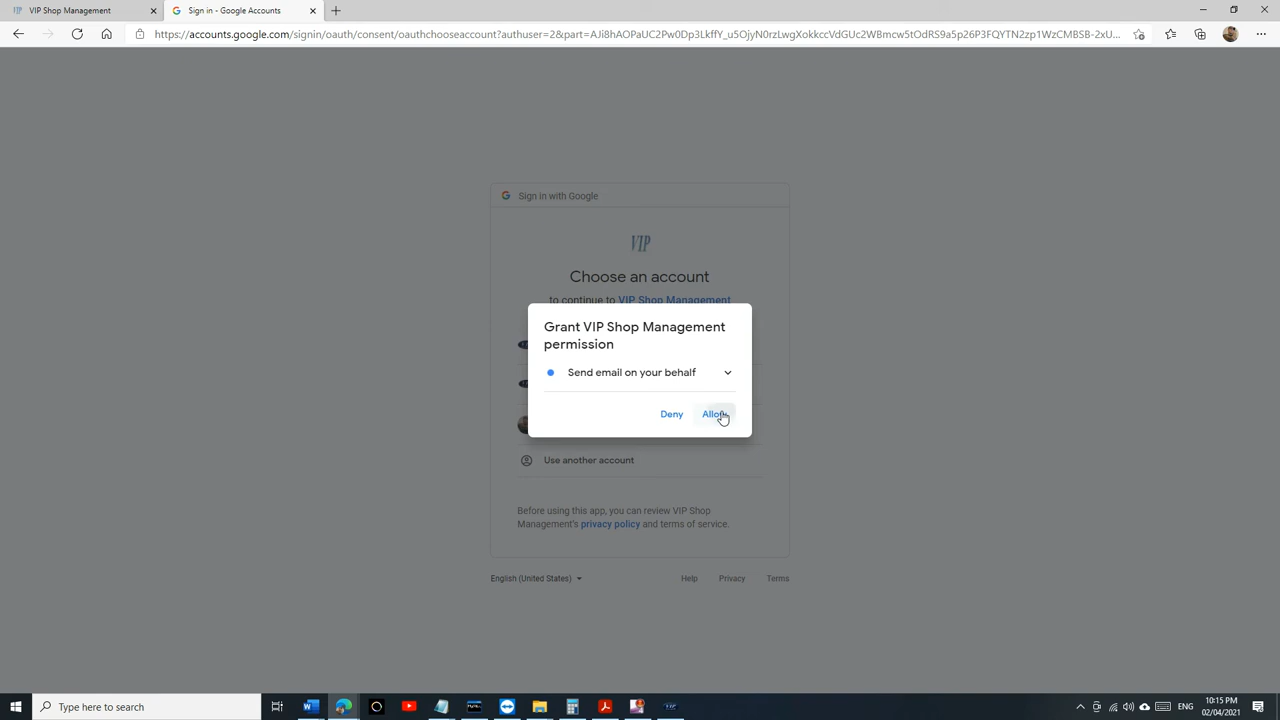 VIP Shop Management
Sign in - Google Accounts
https://accounts.google.com/signin/oauth/consent/oauthchooseaccount?authuser=2&part=AJi8hAOPaUC2Pw0Dp3LkffY_u5OjyN0rzLwgXokkccVdGUc2WBmcw5tOdRS9a5p26P3FQYTN2zp1WzCMBSB-2xU...
Sign in with Google
VIP
Choose an account
to continue to VIP Shop Management
Grant VIP Shop Management
permission
Send email on your behalf
Deny
Allow
Use another account
Before using this app, you can review VIP Shop
Management's privacy policy and terms of service.
English (United States)
Help
Privacy
Terms
Type here to search
ENG
10:15 PM
02/04/2021